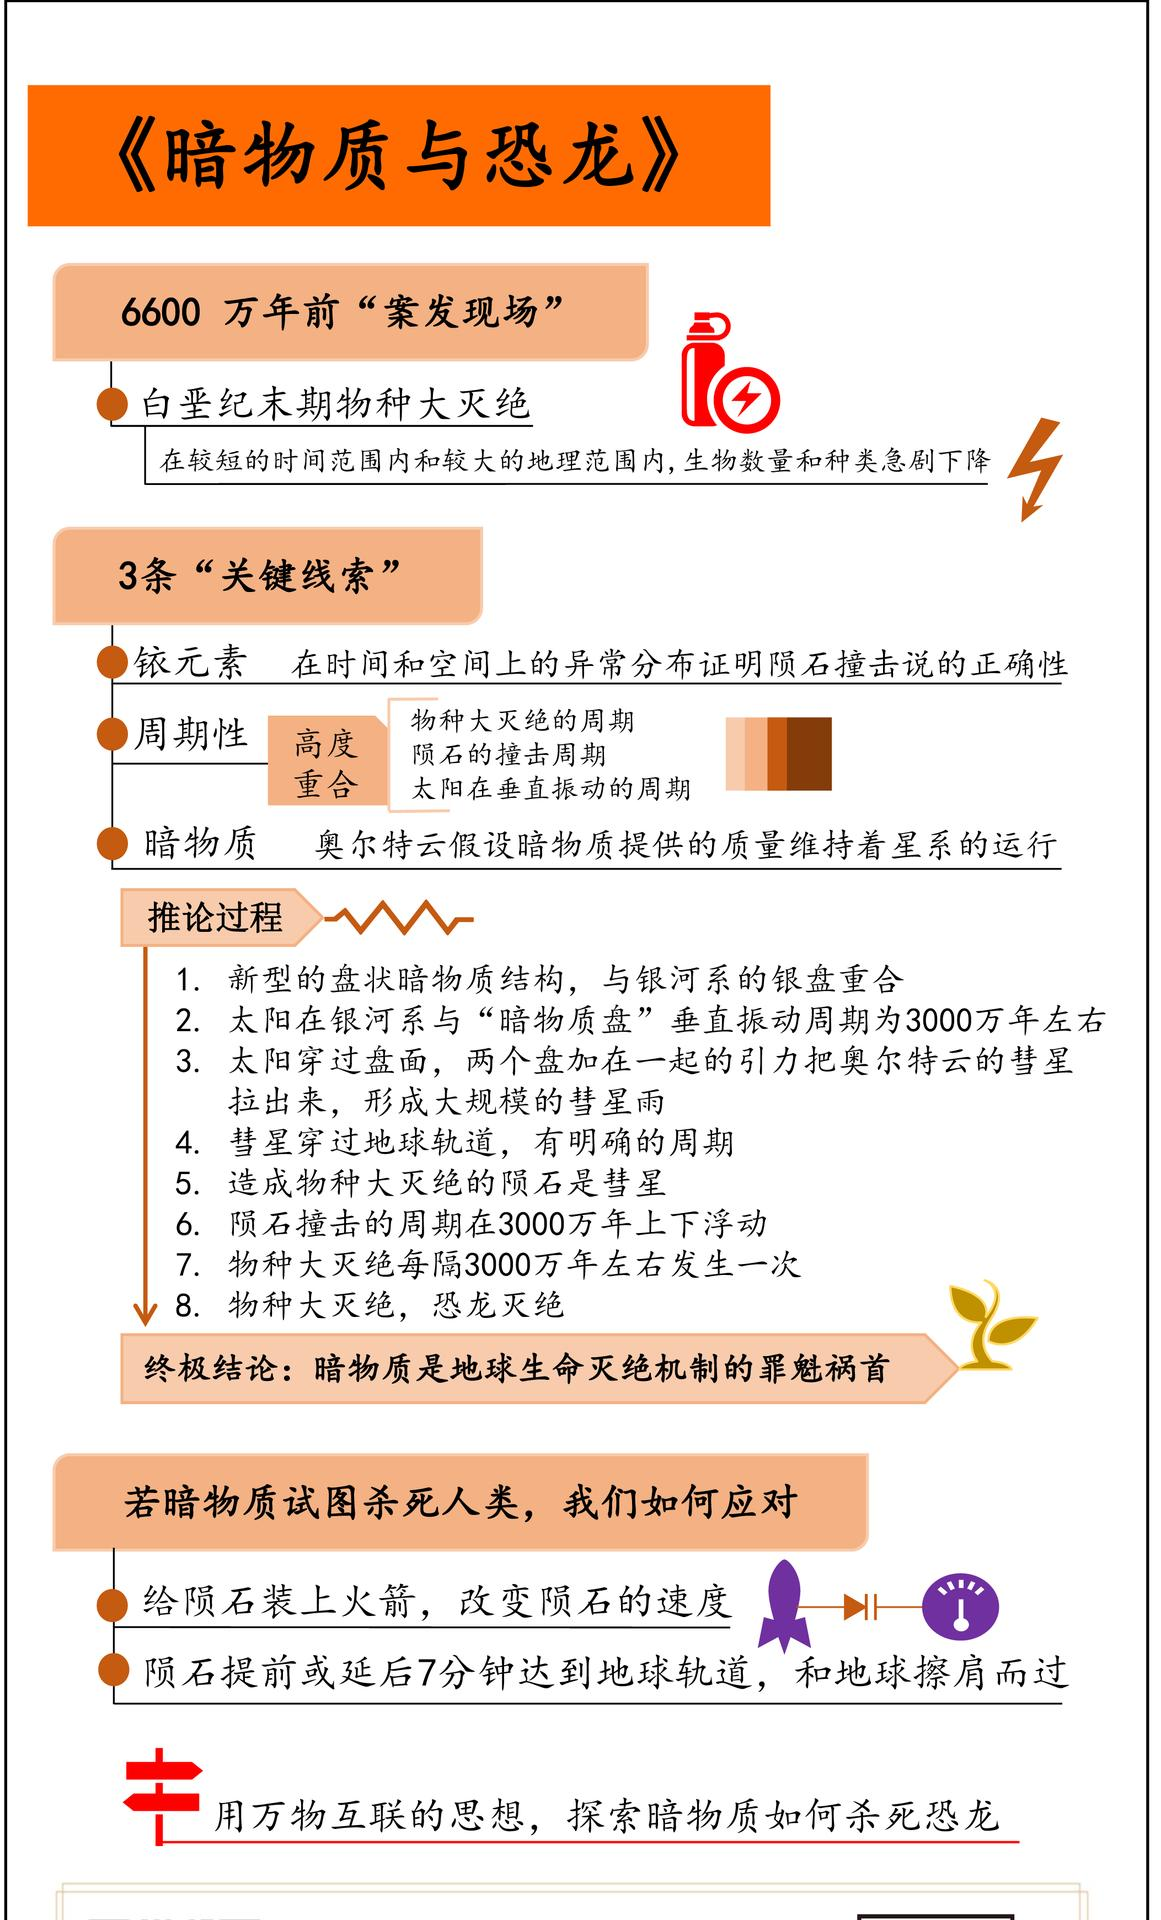 《暗物质与恐龙》
6600 万年前“案发现场”
白垩纪末期物种大灭绝
在较短的时间范围内和较大的地理范围内,生物数量和种类急剧下降
3条“关键线索”
铱元素 在时间和空间上的异常分布证明陨石撞击说的正确性
周期性
高度
重合
物种大灭绝的周期
陨石的撞击周期
太阳在垂直振动的周期
暗物质 奥尔特云假设暗物质提供的质量维持着星系的运行
推论过程
1. 新型的盘状暗物质结构，与银河系的银盘重合
2. 太阳在银河系与“暗物质盘”垂直振动周期为3000万年左右
3. 太阳穿过盘面，两个盘加在一起的引力把奥尔特云的彗星
拉出来，形成大规模的彗星雨
4. 彗星穿过地球轨道，有明确的周期
5. 造成物种大灭绝的陨石是彗星
6. 陨石撞击的周期在3000万年上下浮动
7. 物种大灭绝每隔3000万年左右发生一次
8. 物种大灭绝，恐龙灭绝
终极结论：暗物质是地球生命灭绝机制的罪魁祸首
若暗物质试图杀死人类，我们如何应对
给陨石装上火箭，改变陨石的速度
陨石提前或延后7分钟达到地球轨道，和地球擦肩而过
用万物互联的思想，探索暗物质如何杀死恐龙